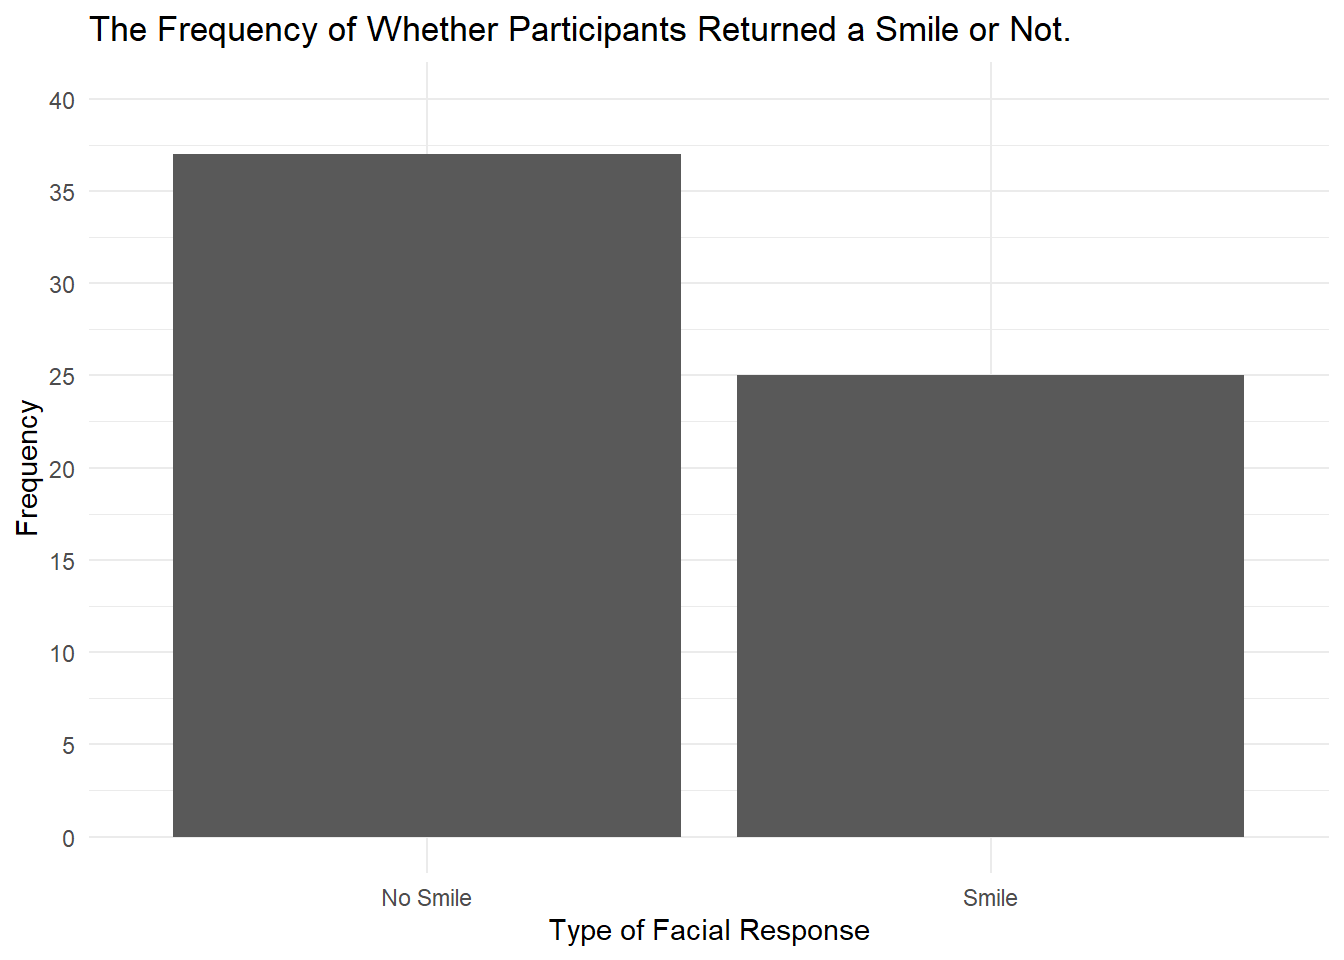 The Frequency of Whether Participants Returned a Smile or Not.
Frequency
40
35
30
25
20
15
10
5
0
No Smile
Smile
Type of Facial Response